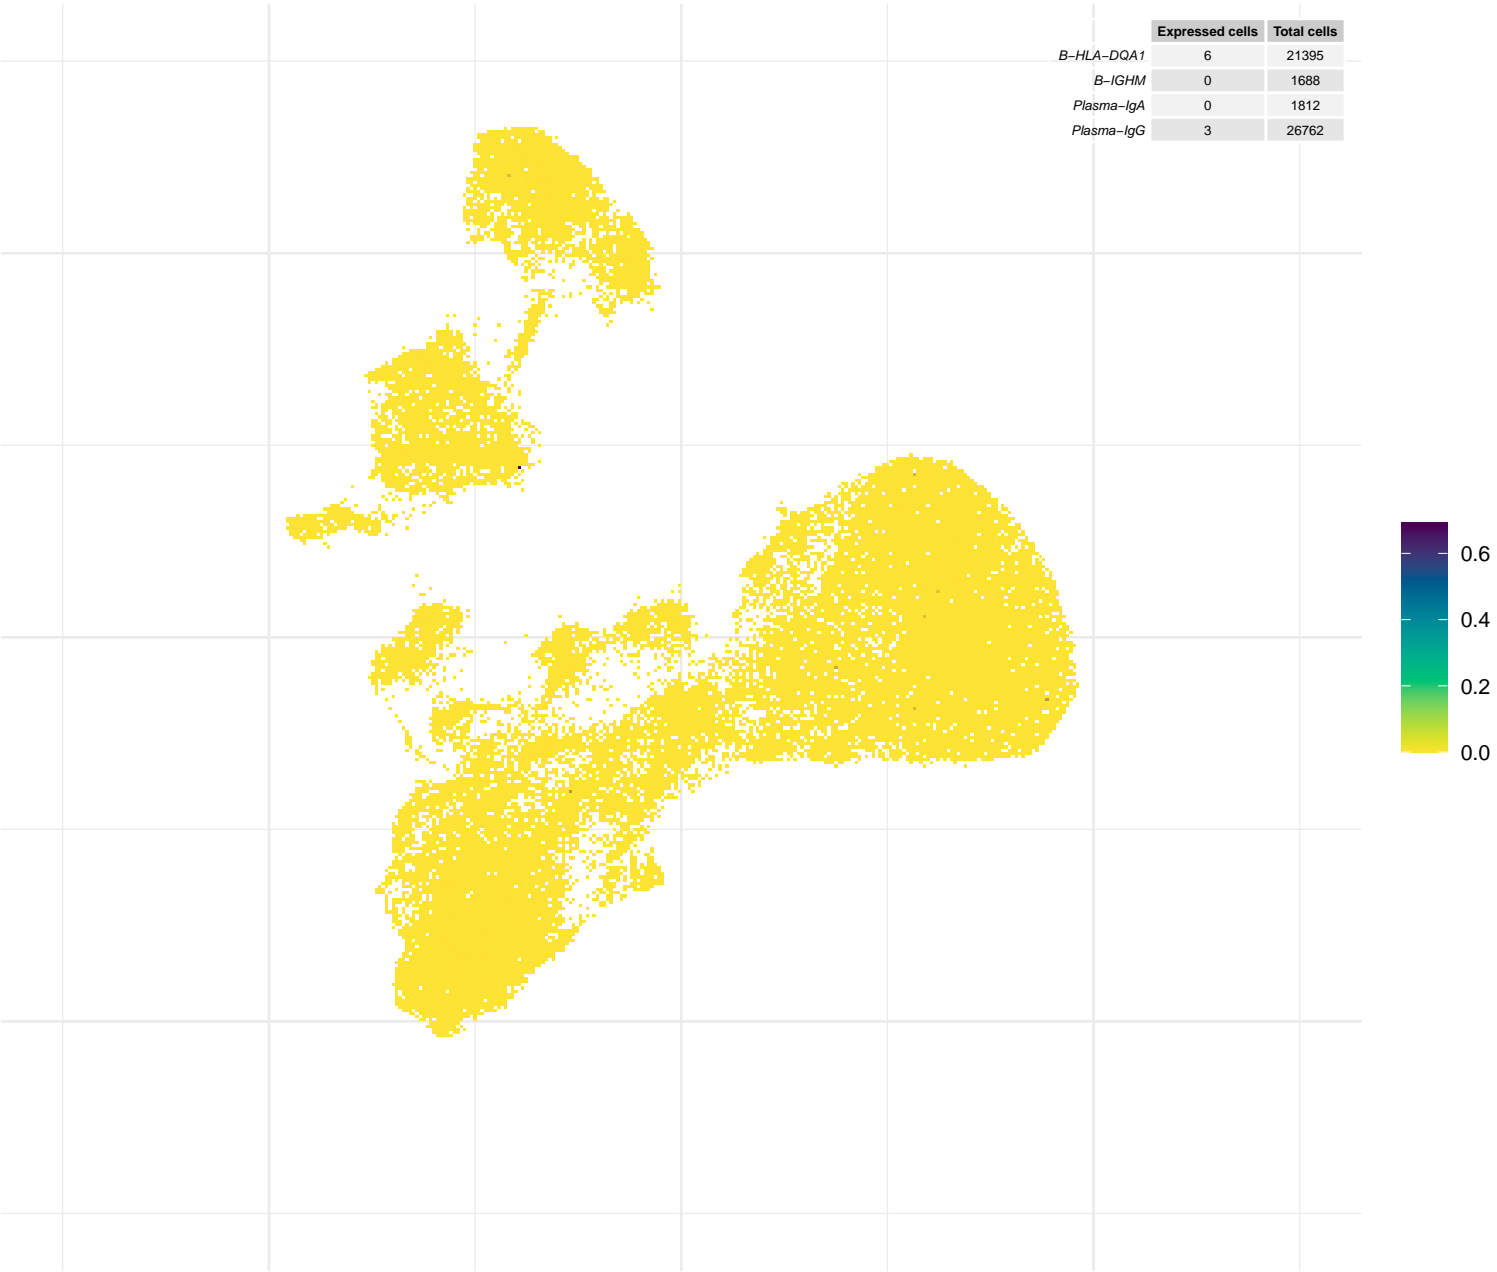 Expressed cells Total cells
B-HLA-DQA1 6 21395
B-IGHM 0 1688
Plasma-IgA 0 1812
Plasma-IgG 3 26762
0.6
0.4
0.2
0.0